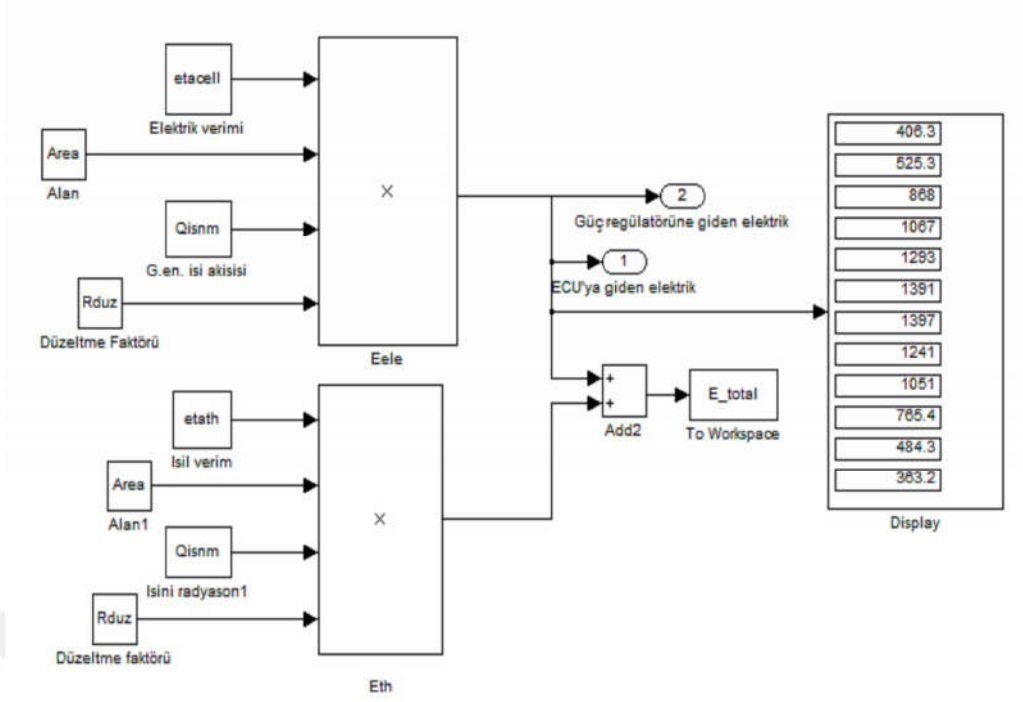 etacell
Elektrik verimi
Area
Alan
Qisnm
G.en. isi akisisi
Rduz
Düzeltme Faktörü
X
Eele
2
Güç regülatörüne giden elektrik
1
ECU'ya giden elektrik
etath
Isil verim
Area
Alan1
Qisnm
Isini radyason1
Rduz
Düzeltme faktörü
X
Eth
+
+
Add2
E_total
To Workspace
406.3
525.3
868
1067
1293
1391
1397
1241
1051
765.4
484.3
363.2
Display